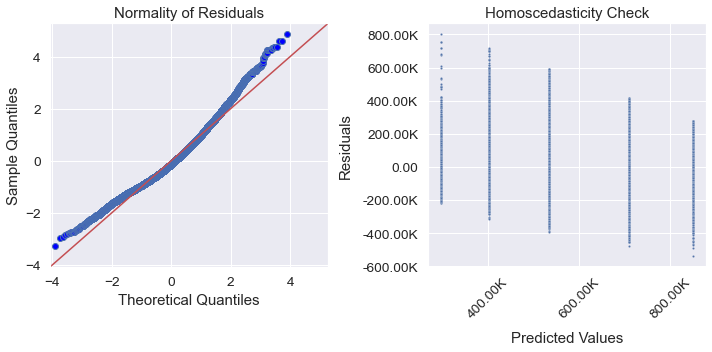 Normality of Residuals
Sample Quantiles
4
2
0
−2
−4
−4
−2
0
2
4
Theoretical Quantiles
Homoscedasticity Check
Residuals
800.00K
600.00K
400.00K
200.00K
0.00
-200.00K
-400.00K
-600.00K
400.00K
600.00K
800.00K
Predicted Values